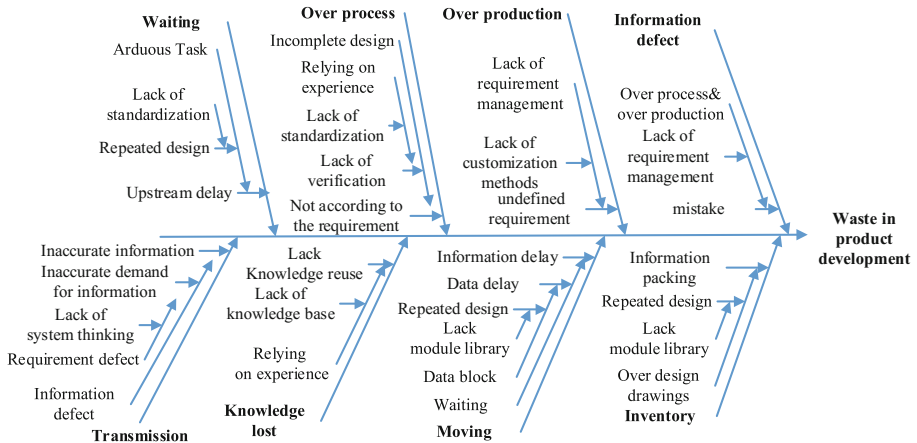 Waiting
Arduous Task
Lack of
standardization
Repeated design
Upstream delay
Over process
Incomplete design
Relying on
experience
Lack of
standardization
Lack of
verification
Not according to
the requirement
Over production
Lack of
requirement
management
Lack of
customization
methods
undefined
requirement
Information
defect
Over process&
over production
Lack of
requirement
management
mistake
Waste in
product
development
Inaccurate information
Inaccurate demand
for information
Lack of
system thinking
Requirement defect
Information
defect
Transmission
Lack
Knowledge reuse
Lack of
knowledge base
Relying
on experience
Knowledge
lost
Information delay
Data delay
Repeated design
Lack
module library
Data block
Waiting
Moving
Information
packing
Repeated design
Lack
module library
Over design
drawings
Inventory